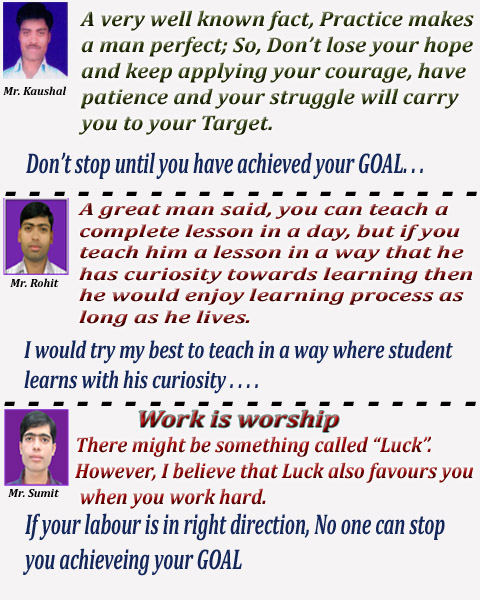 A very well known fact, Practice makes
a man perfect; So, Don't lose your hope
and keep applying your courage, have
patience and your struggle will carry
you to your Target.
Mr. Kaushal
Don't stop until you have achieved your GOAL. . .
A great man said, you can teach a
complete lesson in a day, but if you
teach him a lesson in a way that he
has curiosity towards learning then
he would enjoy learning process as
long as he lives.
Mr. Rohit
I would try my best to teach in a way where student
learns with his curiosity . . . .
Work is worship
There might be something called “Luck”.
However, I believe that Luck also favours you
when you work hard.
Mr. Sumit
If your labour is in right direction, No one can stop
you achieveing your GOAL